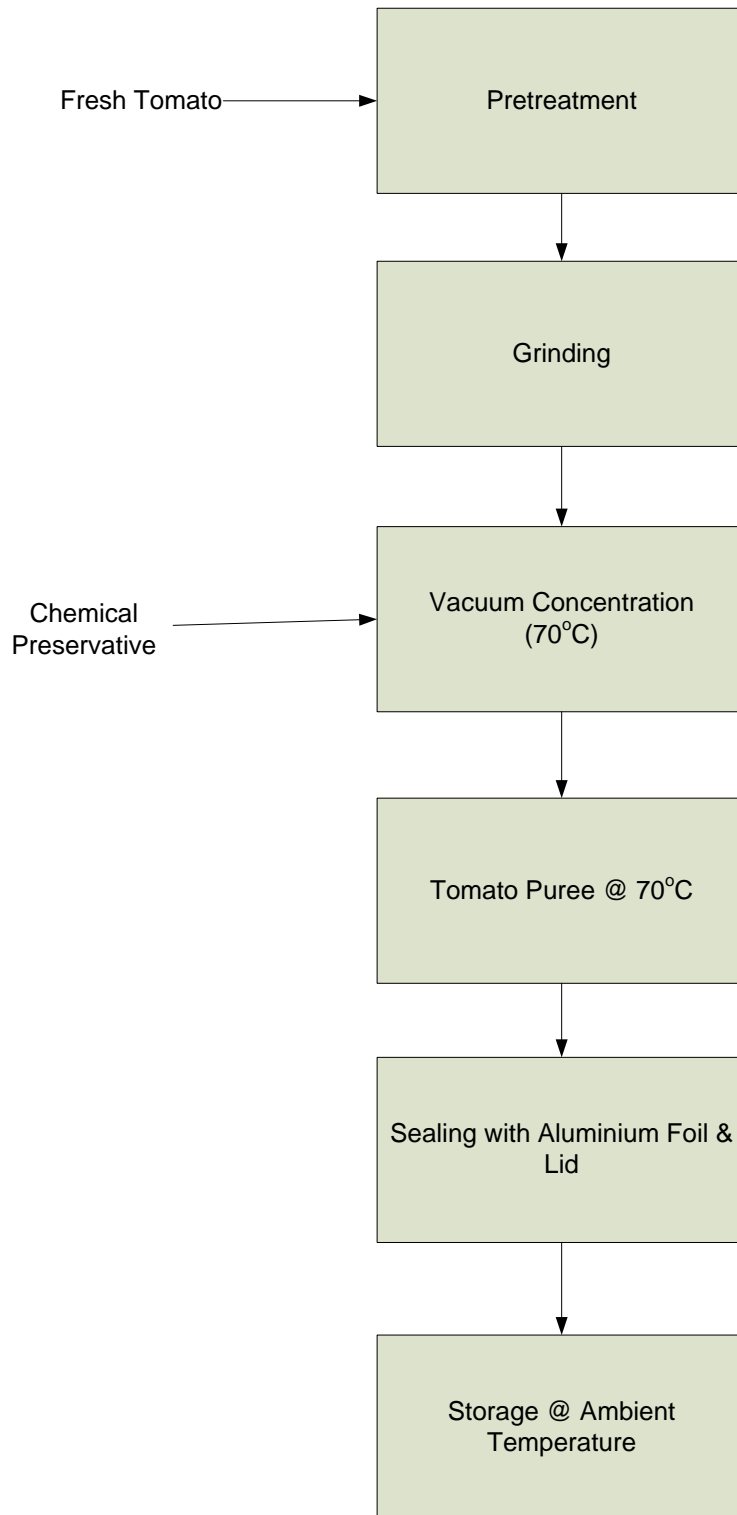 Fresh Tomato
Pretreatment
Grinding
Chemical
Preservative
Vacuum Concentration
(70°C)
Tomato Puree @ 70°C
Sealing with Aluminium Foil &
Lid
Storage @ Ambient
Temperature